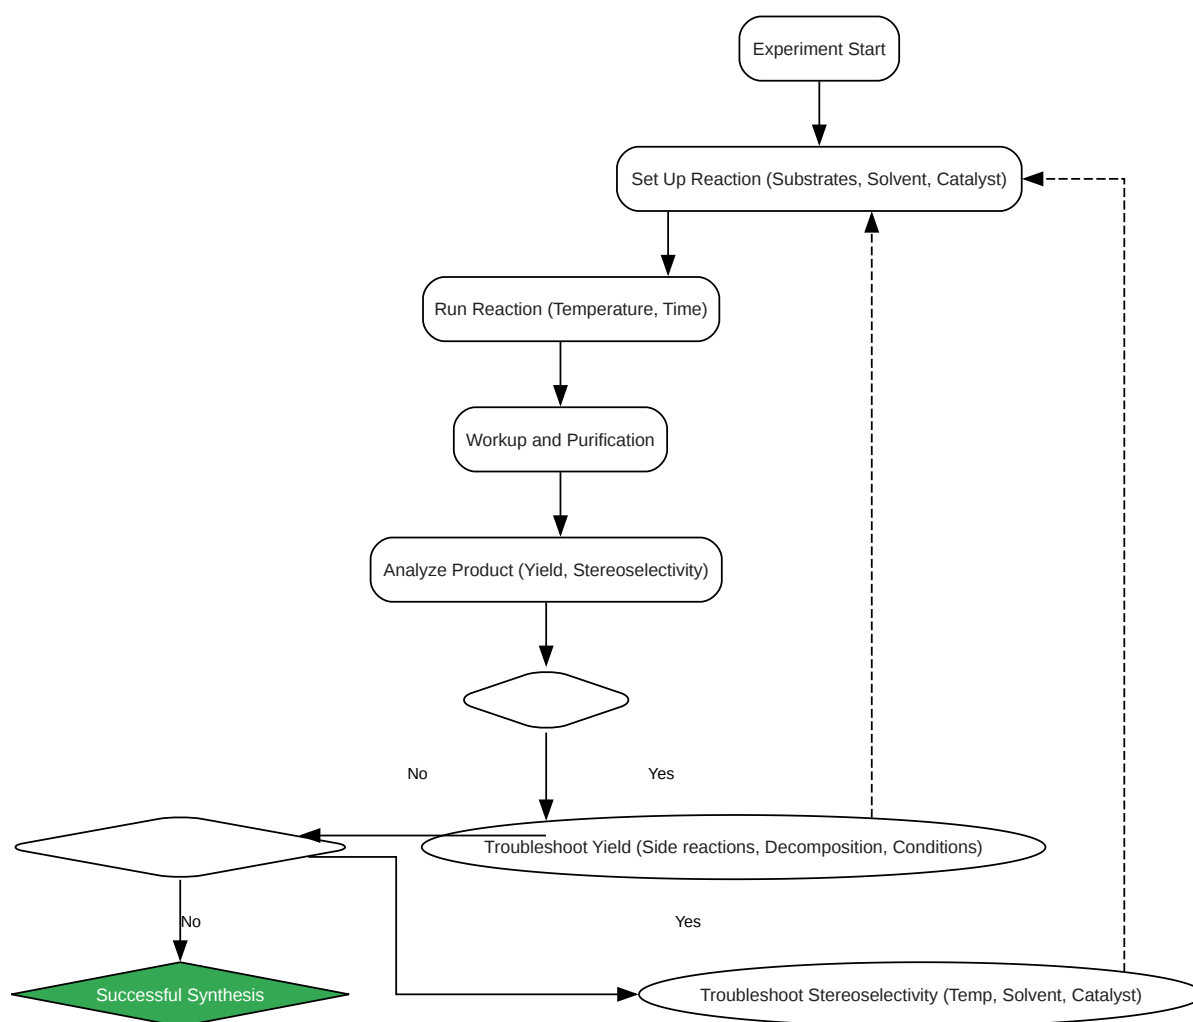 Experiment Start
Set Up Reaction (Substrates, Solvent, Catalyst)
Run Reaction (Temperature, Time)
Workup and Purification
Analyze Product (Yield, Stereoselectivity)
No
Yes
Troubleshoot Yield (Side reactions, Decomposition, Conditions)
No
Yes
Successful Synthesis
Troubleshoot Stereoselectivity (Temp, Solvent, Catalyst)